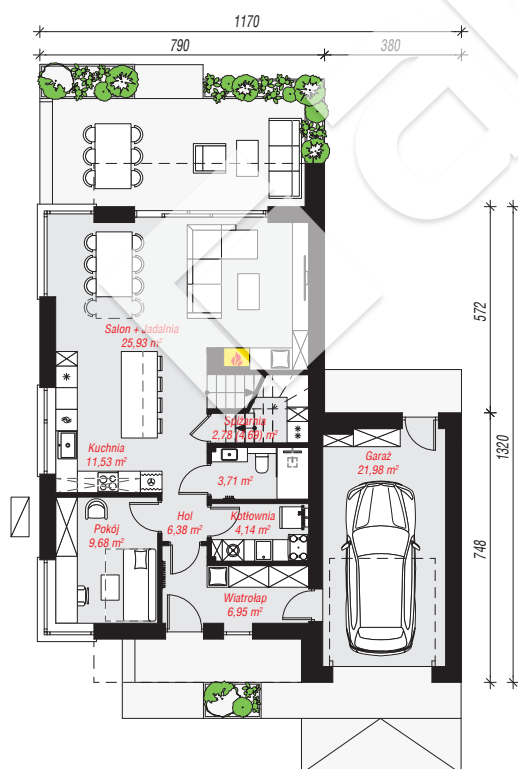 1170
790
380
Salon + Jadalnia
25,93 m²
572
1320
Spiżarnia
2,78 (4,69) m²
Kuchnia
11,53 m²
Garaż
21,98 m²
3,71 m²
Hol
6,38 m²
Kotłownia
4,14 m²
Pokój
9,68 m²
748
Wiatrołap
6,95 m²